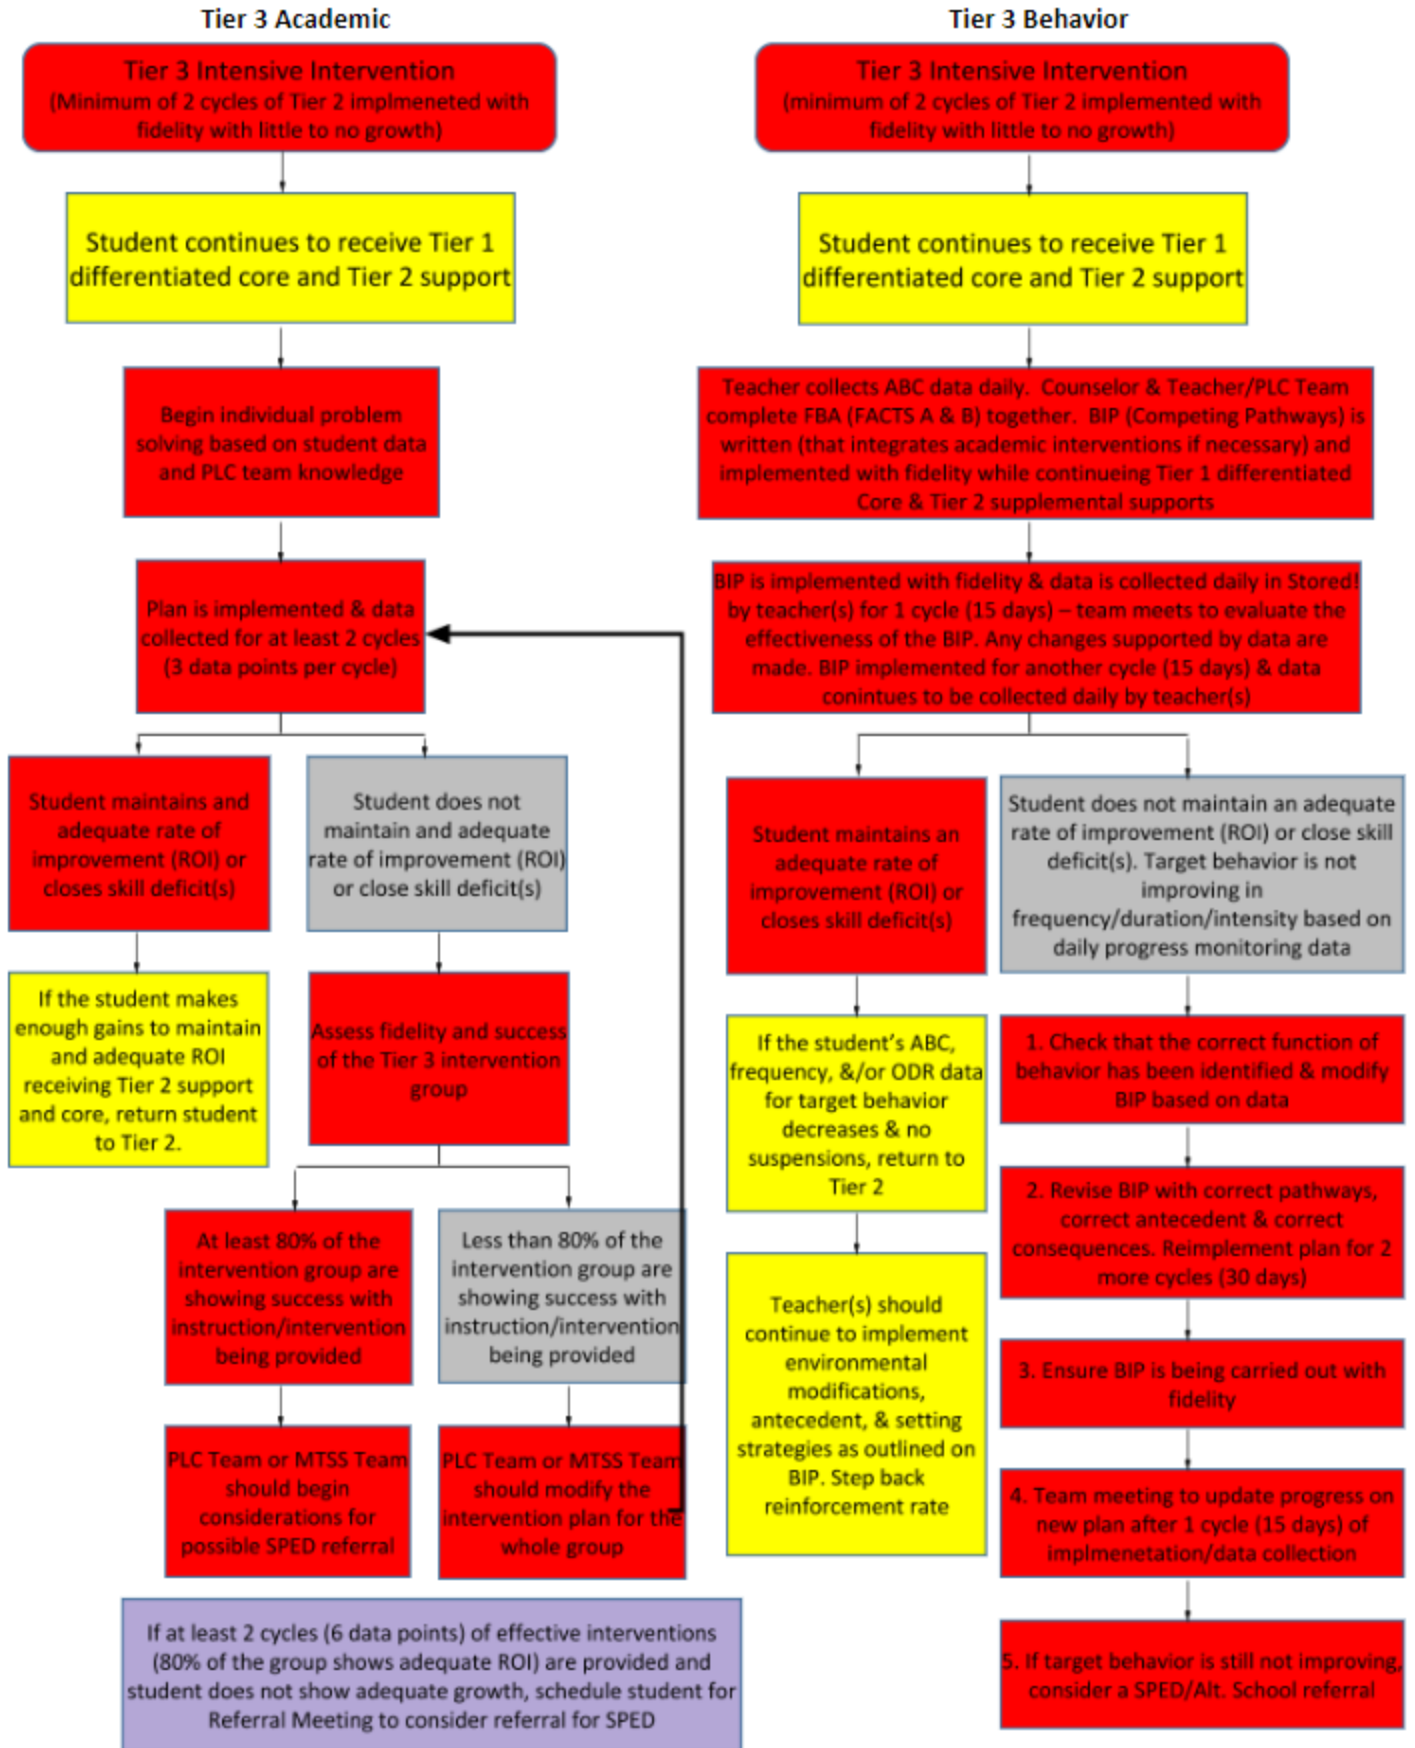 Tier 3 Academic
Tier 3 Intensive Intervention
(Minimum of 2 cycles of Tier 2 implmeneted with
fidelity with little to no growth)
Student continues to receive Tier 1
differentiated core and Tier 2 support
Begin individual problem
solving based on student data
and PLC team knowledge
Plan is implemented & data
collected for at least 2 cycles
(3 data points per cycle)
Student maintains and
adequate rate of
improvement (ROI) or
closes skill deficit(s)
Student does not
maintain and adequate
rate of improvement (ROI)
or close skill deficit(s)
If the student makes
enough gains to maintain
and adequate ROI
receiving Tier 2 support
and core, return student
to Tier 2.
Assess fidelity and success
of the Tier 3 intervention
group
At least 80% of the
intervention group are
showing success with
instruction/intervention
being provided
Less than 80% of the
intervention group are
showing success with
instruction/intervention
being provided
PLC Team or MTSS Team
should begin
considerations for
possible SPED referral
PLC Team or MTSS Team
should modify the
intervention plan for the
whole group
If at least 2 cycles (6 data points) of effective interventions
(80% of the group shows adequate ROI) are provided and
student does not show adequate growth, schedule student for
Referral Meeting to consider referral for SPED
Tier 3 Behavior
Tier 3 Intensive Intervention
(minimum of 2 cycles of Tier 2 implemented with
fidelity with little to no growth)
Student continues to receive Tier 1
differentiated core and Tier 2 support
Teacher collects ABC data daily. Counselor & Teacher/PLC Team
complete FBA (FACTS A & B) together. BIP (Competing Pathways) is
written (that integrates academic interventions if necessary) and
implemented with fidelity while continueing Tier 1 differentiated
Core & Tier 2 supplemental supports
BIP is implemented with fidelity & data is collected daily in Stored!
by teacher(s) for 1 cycle (15 days) – team meets to evaluate the
effectiveness of the BIP. Any changes supported by data are
made. BIP implemented for another cycle (15 days) & data
conintues to be collected daily by teacher(s)
Student maintains an
adequate rate of
improvement (ROI) or
closes skill deficit(s)
Student does not maintain an adequate
rate of improvement (ROI) or close skill
deficit(s). Target behavior is not
improving in
frequency/duration/intensity based on
daily progress monitoring data
If the student's ABC,
frequency, &/or ODR data
for target behavior
decreases & no
suspensions, return to
Tier 2
Teacher(s) should
continue to implement
environmental
modifications,
antecedent, & setting
strategies as outlined on
BIP. Step back
reinforcement rate
1. Check that the correct function of
behavior has been identified & modify
BIP based on data
2. Revise BIP with correct pathways,
correct antecedent & correct
consequences. Reimplement plan for 2
more cycles (30 days)
3. Ensure BIP is being carried out with
fidelity
4. Team meeting to update progress on
new plan after 1 cycle (15 days) of
implmenetation/data collection
5. If target behavior is still not improving,
consider a SPED/Alt. School referral